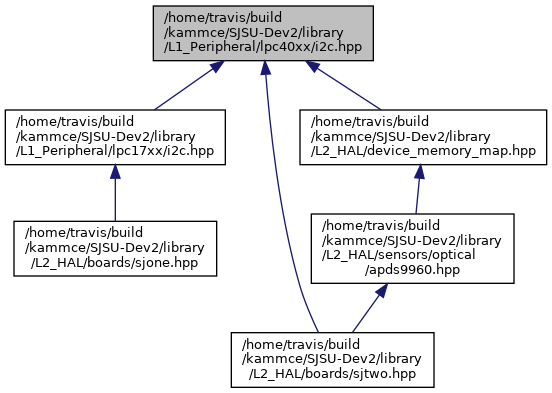 /home/travis/build
/kammce/SJSU-Dev2/library
/L1_Peripheral/lpc40xx/i2c.hpp
/home/travis/build
/kammce/SJSU-Dev2/library
/L1_Peripheral/lpc17xx/i2c.hpp
/home/travis/build
/kammce/SJSU-Dev2/library
/L2_HAL/device_memory_map.hpp
/home/travis/build
/kammce/SJSU-Dev2/library
/L2_HAL/boards/sjone.hpp
/home/travis/build
/kammce/SJSU-Dev2/library
/L2_HAL/sensors/optical
/apds9960.hpp
/home/travis/build
/kammce/SJSU-Dev2/library
/L2_HAL/boards/sjtwo.hpp